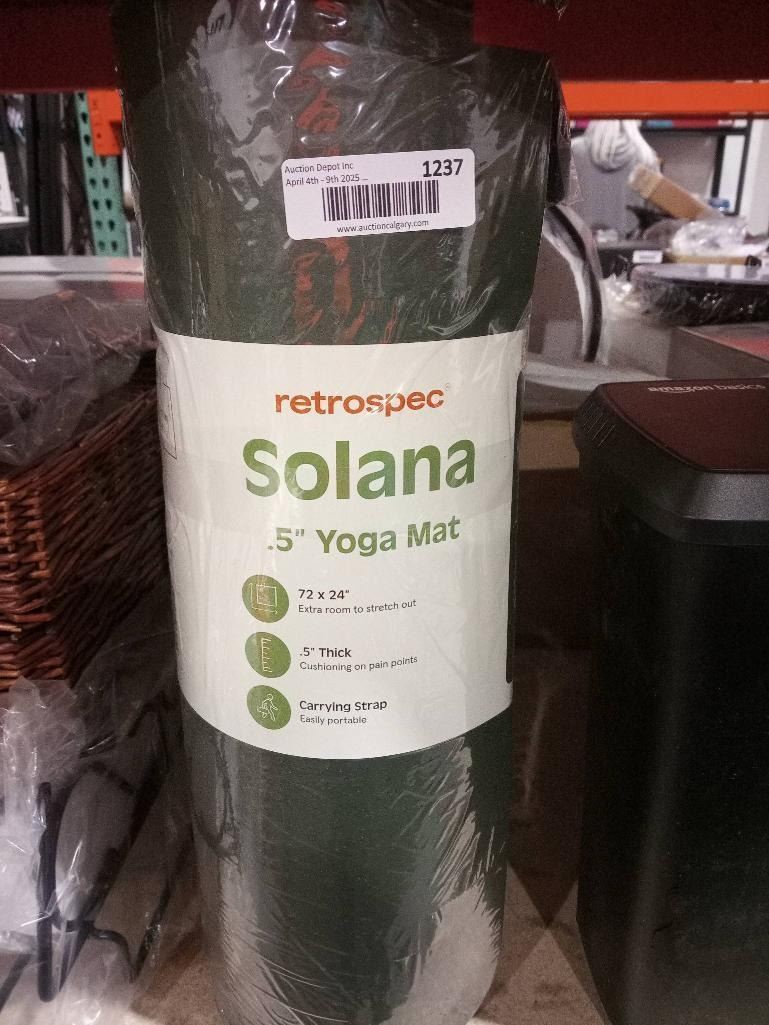 Auction Depot Inc
1237
April 4th - 9th 2025 ...
www.auctioncalgary.com
retrospec
Solana
.5" Yoga Mat
72 x 24"
Extra room to stretch out
.5" Thick
Cushioning on pain points
Carrying Strap
Easily portable
amazon basics